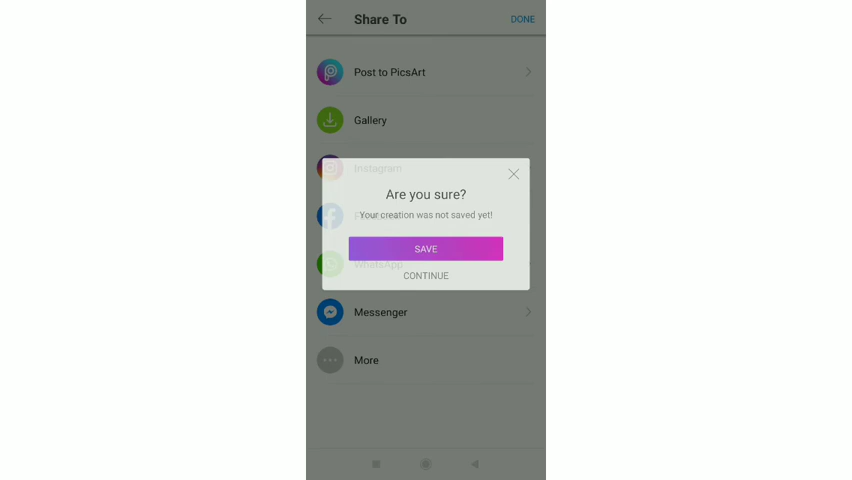 Share To
DONE
Post to PicsArt
Gallery
Instagram
Are you sure?
Your creation was not saved yet!
SAVE
WhatsApp
CONTINUE
Messenger
More